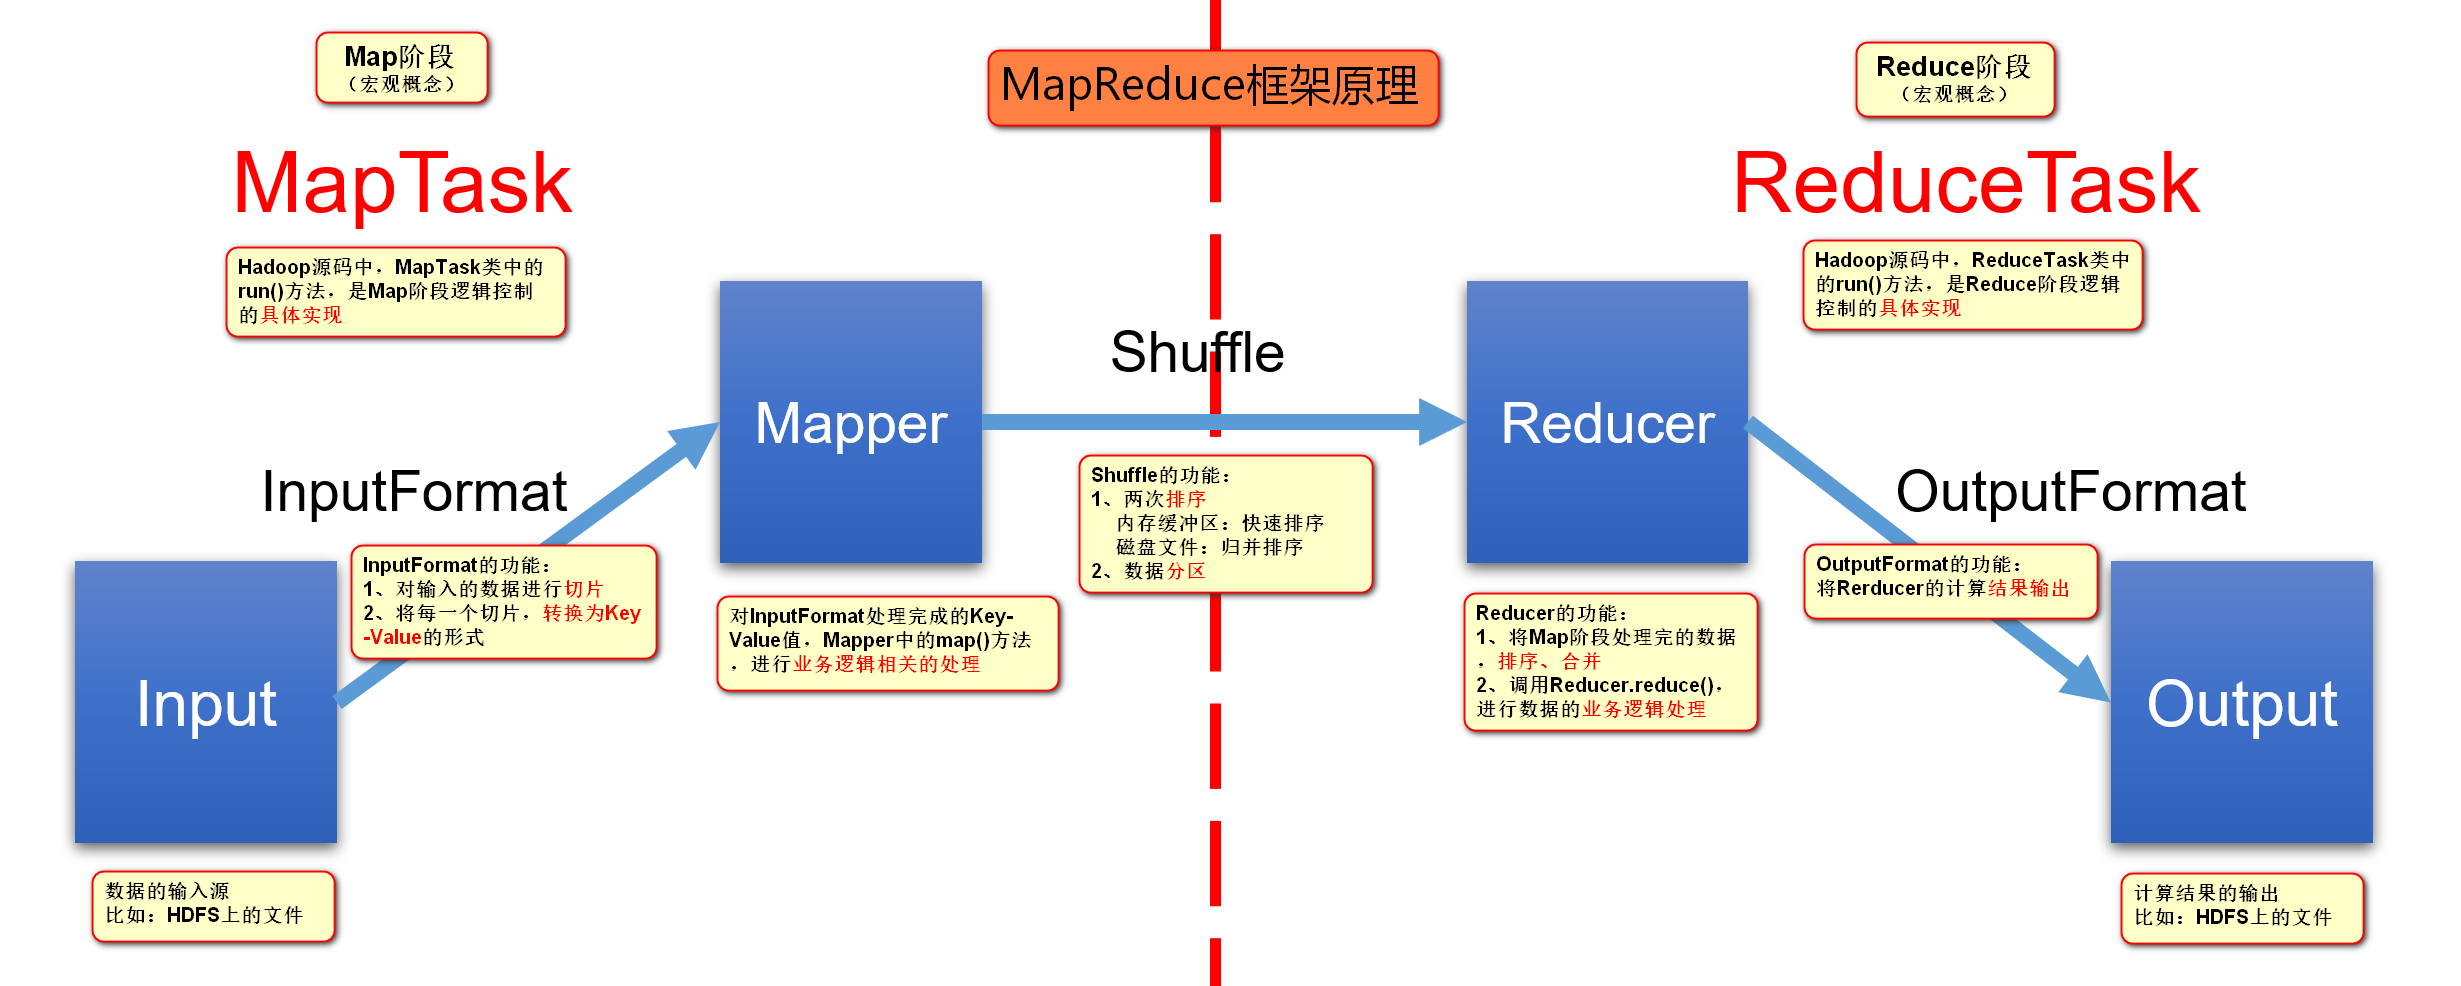 Map阶段
（宏观概念）
MapReduce框架原理
Reduce阶段
（宏观概念）
MapTask
ReduceTask
Hadoop源码中，MapTask类中的
run()方法，是Map阶段逻辑控制
的具体实现
Hadoop源码中，ReduceTask类中
的run()方法，是Reduce阶段逻辑
控制的具体实现
Mapper
Shuffle
Reducer
InputFormat
OutputFormat
InputFormat的功能：
1、对输入的数据进行切片
2、将每一个切片，转换为Key
-Value的形式
Shuffle的功能：
1、两次排序
内存缓冲区：快速排序
磁盘文件：归并排序
2、数据分区
OutputFormat的功能：
将Rerducer的计算结果输出
对InputFormat处理完成的Key-
Value值，Mapper中的map()方法
，进行业务逻辑相关的处理
Reducer的功能：
1、将Map阶段处理完的数据
，排序、合并
2、调用Reducer.reduce()，
进行数据的业务逻辑处理
Input
Output
数据的输入源
比如：HDFS上的文件
计算结果的输出
比如：HDFS上的文件